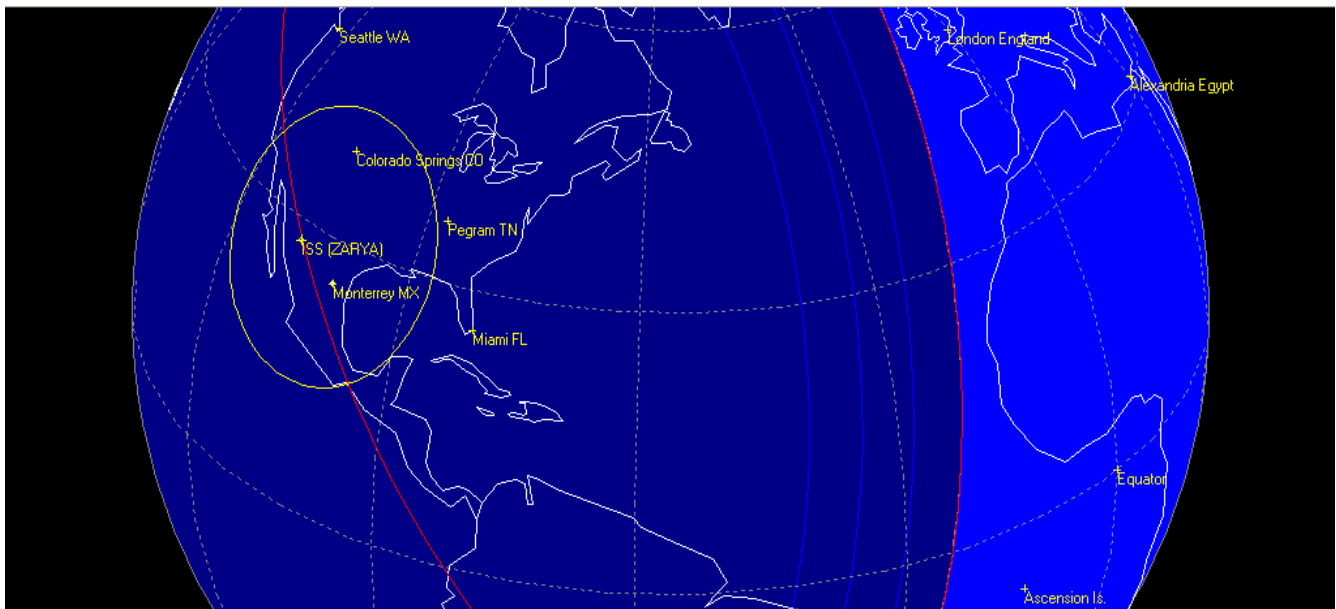 Seattle WA
London England
Alexandria Egypt
Colorado Springs CO
Pegram TN
ISS (ZARYA)
Monterrey MX
Miami FL
Equator
Ascension Is.